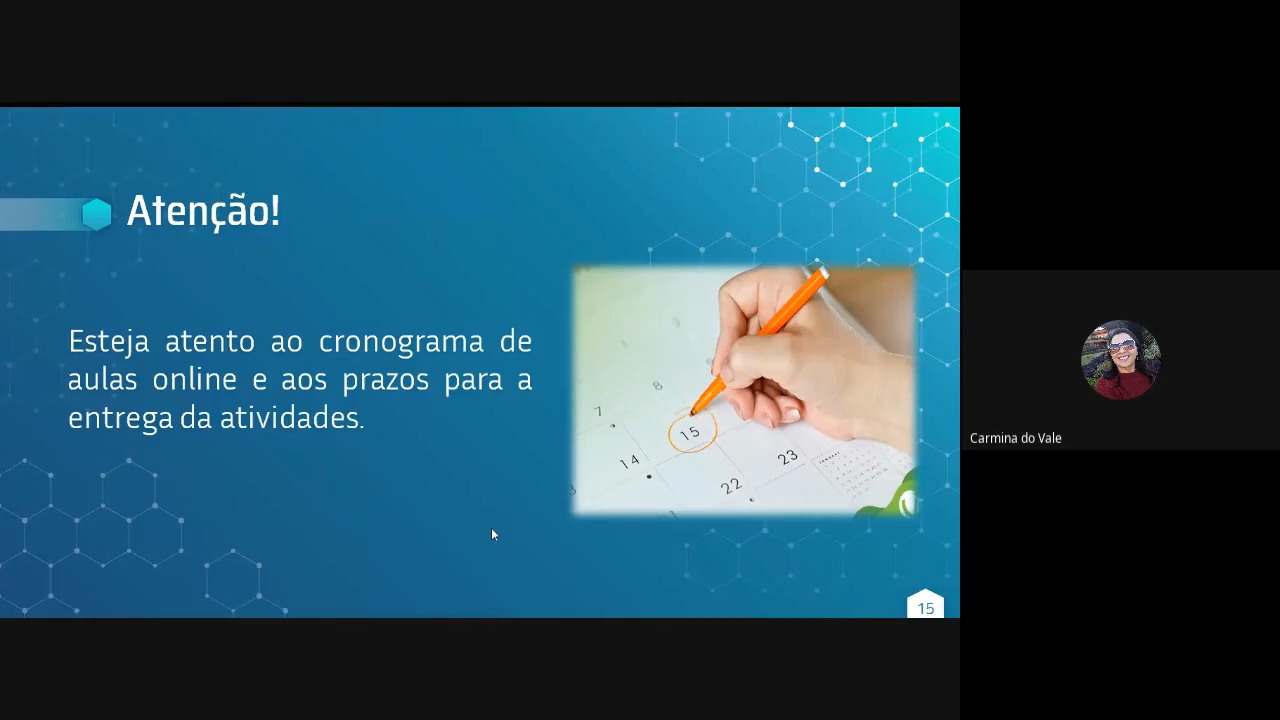 Atenção!
Esteja atento ao cronograma de
aulas online e aos prazos para a
entrega da atividades.
7
8
15
14
23
22
15
Carmina do Vale